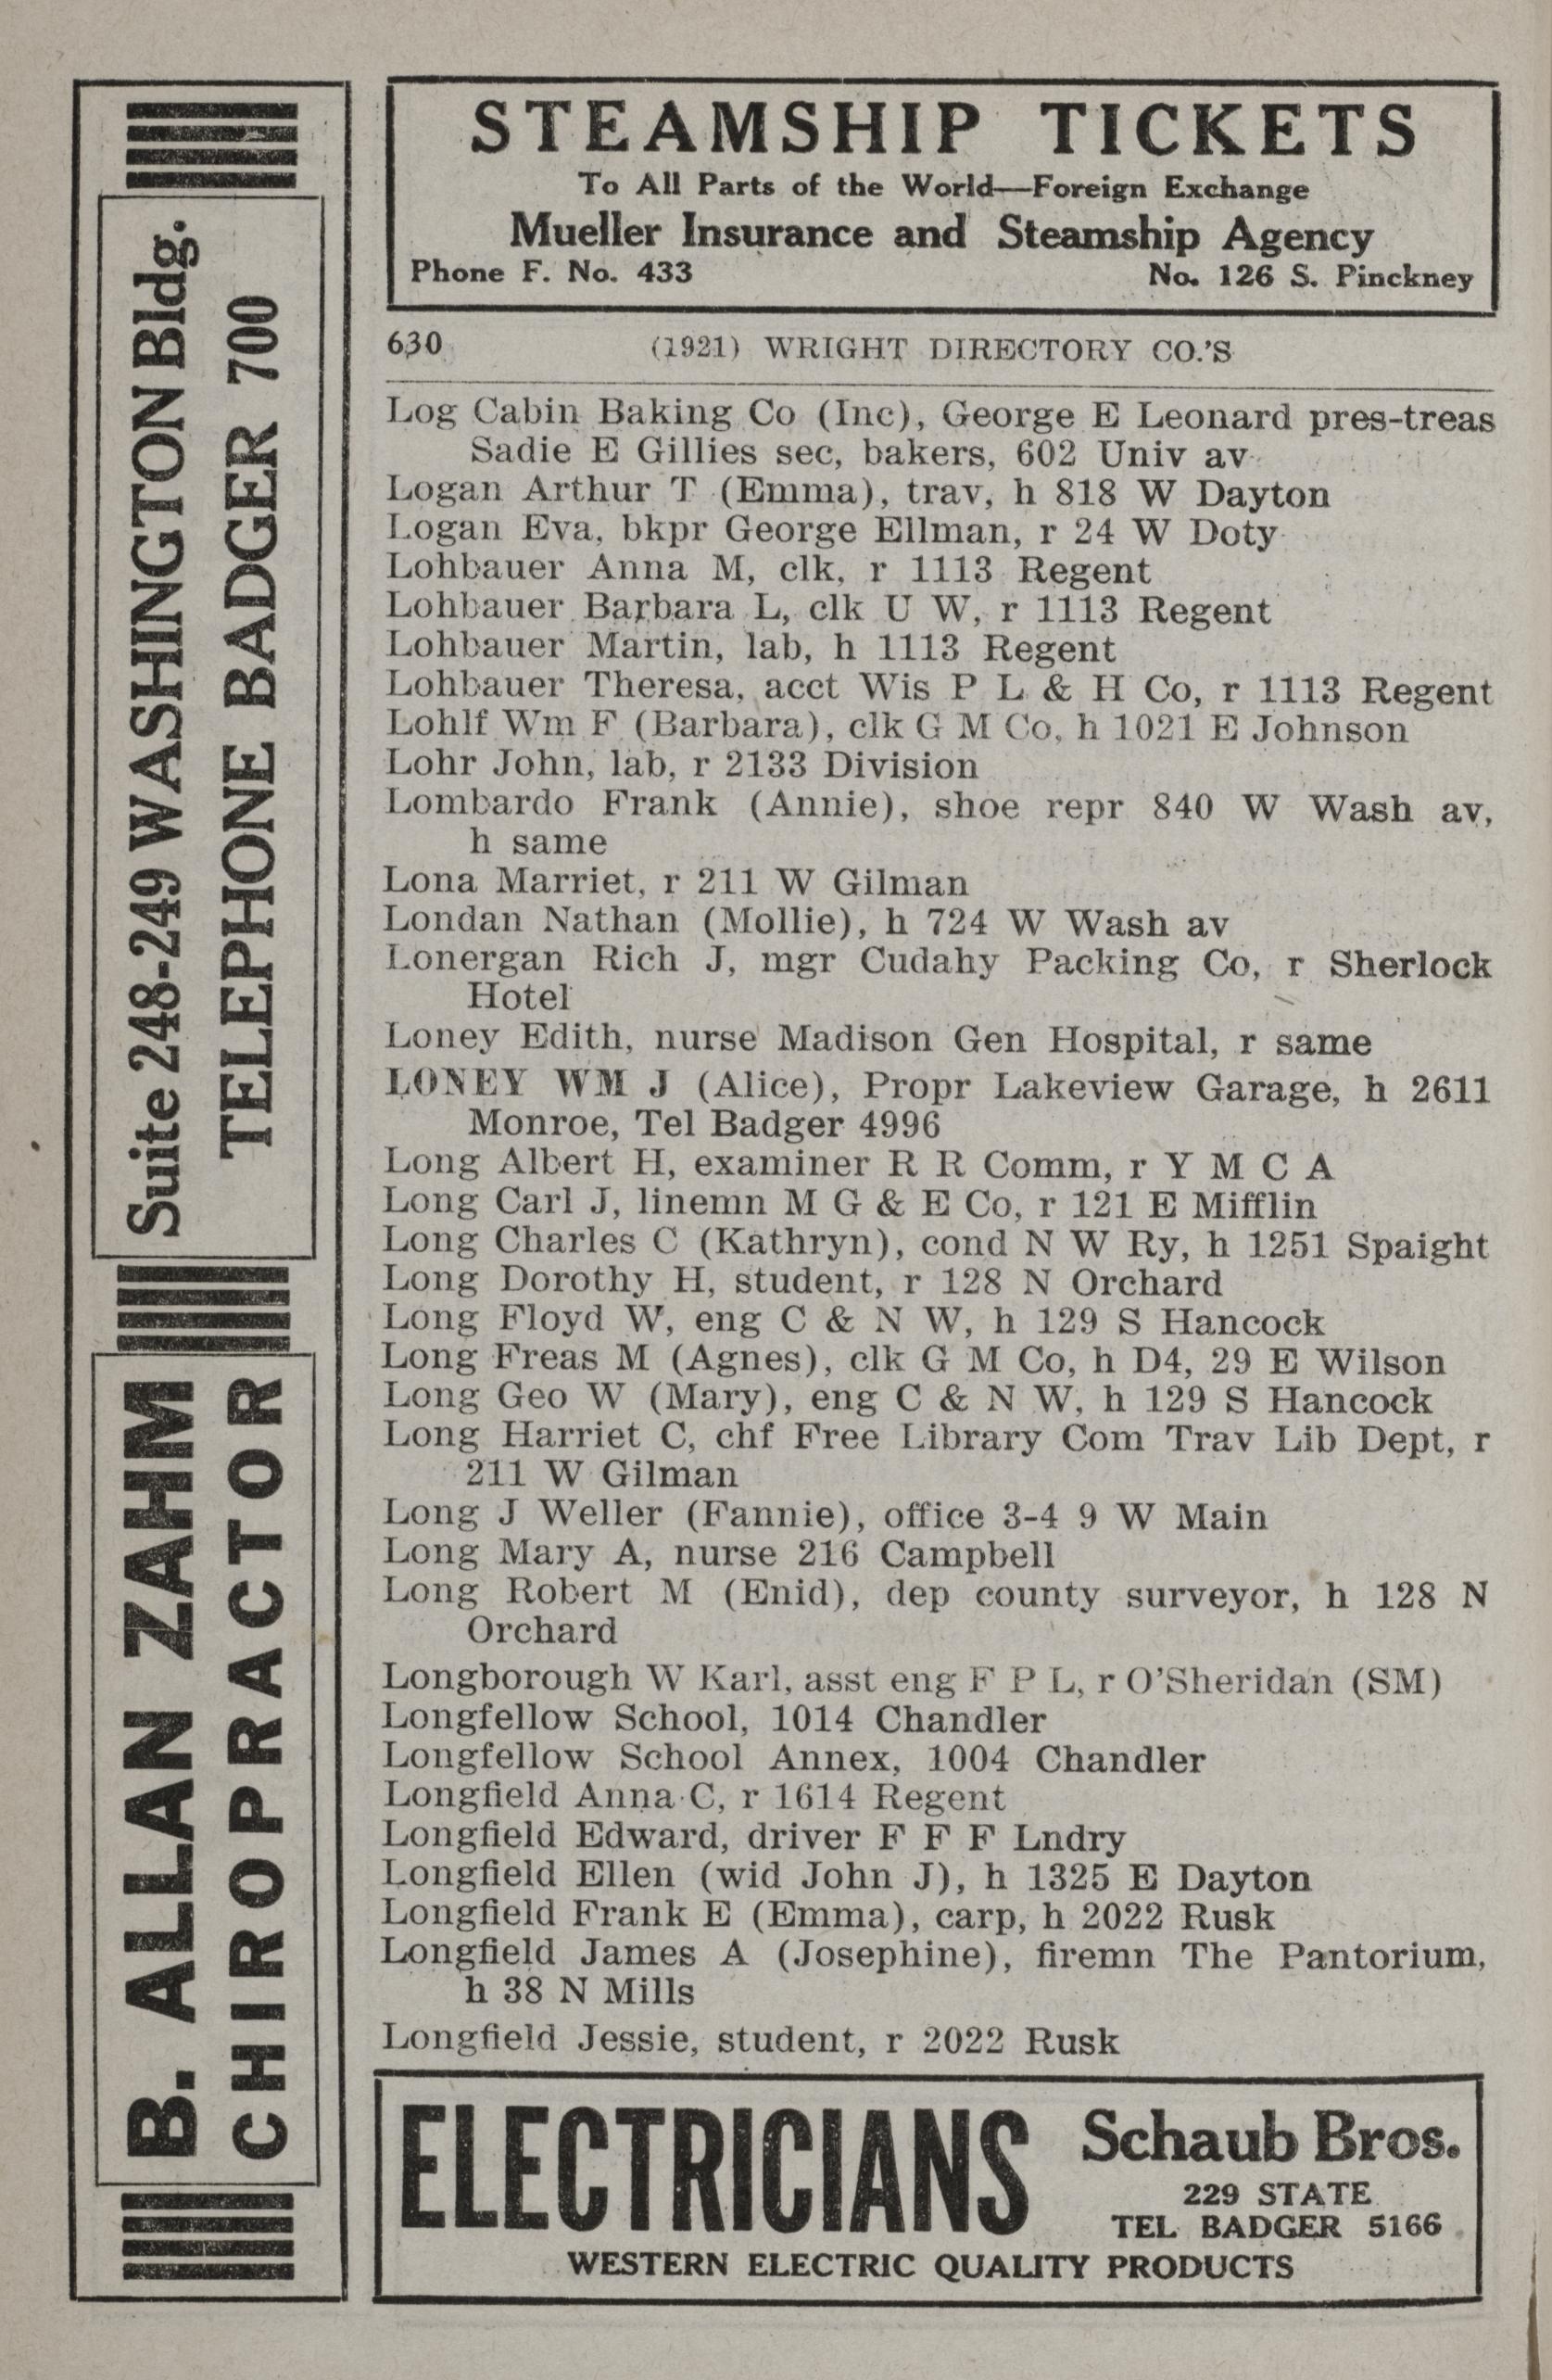 STEAMSHIP TICKETS
To All Parts of the World—Foreign Exchange
Mueller Insurance and Steamship Agency
Phone F. No. 433 No. 126 S. Pinckney
630 (1921) WRIGHT DIRECTORY CO.'S
Log Cabin Baking Co (Inc), George E Leonard pres-treas
Sadie E Gillies sec, bakers, 602 Univ av
Logan Arthur T (Emma), trav, h 818 W Dayton
Logan Eva, bkpr George Ellman, r 24 W Doty
Lohbauer Anna M, clk, r 1113 Regent
Lohbauer Barbara L, clk U W, r 1113 Regent
Lohbauer Martin, lab, h 1113 Regent
Lohbauer Theresa, acct Wis P L & H Co, r 1113 Regent
Lohlf Wm F (Barbara), clk G M Co, h 1021 E Johnson
Lohr John, lab, r 2133 Division
Lombardo Frank (Annie), shoe repr 840 W Wash av,
h same
Lona Marriet, r 211 W Gilman
Londan Nathan (Mollie), h 724 W Wash av
Lonergan Rich J, mgr Cudahy Packing Co, r Sherlock
Hotel
Loney Edith, nurse Madison Gen Hospital, r same
LONEY WM J (Alice), Propr Lakeview Garage, h 2611
Monroe, Tel Badger 4996
Long Albert H, examiner R R Comm, r Y M C A
Long Carl J, linemn M G & E Co, r 121 E Mifflin
Long Charles C (Kathryn), cond N W Ry, h 1251 Spaight
Long Dorothy H, student, r 128 N Orchard
Long Floyd W, eng C & N W, h 129 S Hancock
Long Freas M (Agnes), clk G M Co, h D4, 29 E Wilson
Long Geo W (Mary), eng C & N W, h 129 S Hancock
Long Harriet C, chf Free Library Com Trav Lib Dept, r
211 W Gilman
Long J Weller (Fannie), office 3-4 9 W Main
Long Mary A, nurse 216 Campbell
Long Robert M (Enid), dep county surveyor, h 128 N
Orchard
Longborough W Karl, asst eng F P L, r O'Sheridan (SM)
Longfellow School, 1014 Chandler
Longfellow School Annex, 1004 Chandler
Longfield Anna C, r 1614 Regent
Longfield Edward, driver F F F Lndry
Longfield Ellen (wid John J), h 1325 E Dayton
Longfield Frank E (Emma), carp, h 2022 Rusk
Longfield James A (Josephine), firemn The Pantorium,
h 38 N Mills
Longfield Jessie, student, r 2022 Rusk
ELECTRICIANS
Schaub Bros.
229 STATE
TEL BADGER 5166
WESTERN ELECTRIC QUALITY PRODUCTS
B. ALLAN ZAHM
CHIROPRACTOR
Suite 248-249 WASHINGTON Bldg.
TELEPHONE BADGER 700